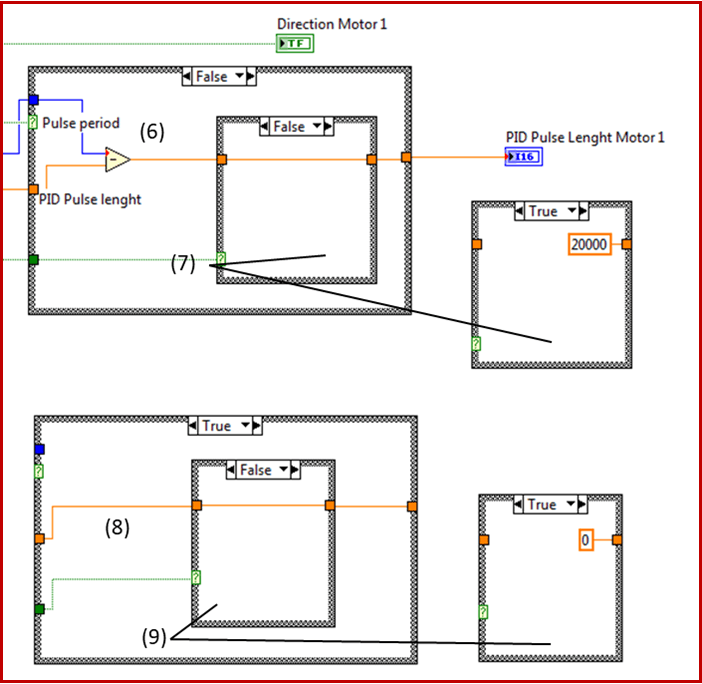 Direction Motor 1
TF
False
Pulse period
(6)
False
PID Pulse Lenght Motor 1
I16
?
-
PID Pulse lenght
True
20000
(7)
?
?
True
False
True
?
(8)
0
?
?
(9)